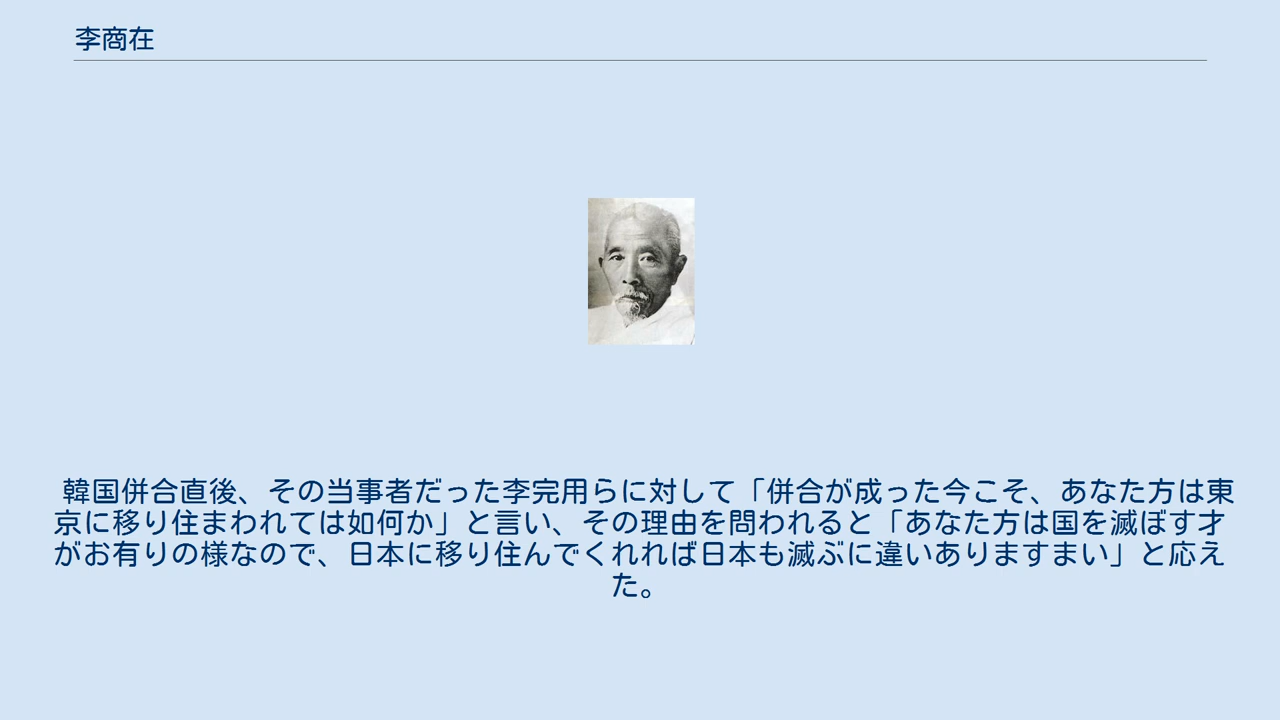 李商在
韓国併合直後、その当事者だった李完用らに対して「併合が成った今こそ、あなた方は東
京に移り住まわれては如何か」と言い、その理由を問われると「あなた方は国を滅ぼす才
がお有りの様なので、日本に移り住んでくれれば日本も滅ぶに違いありますまい」と応え
た。